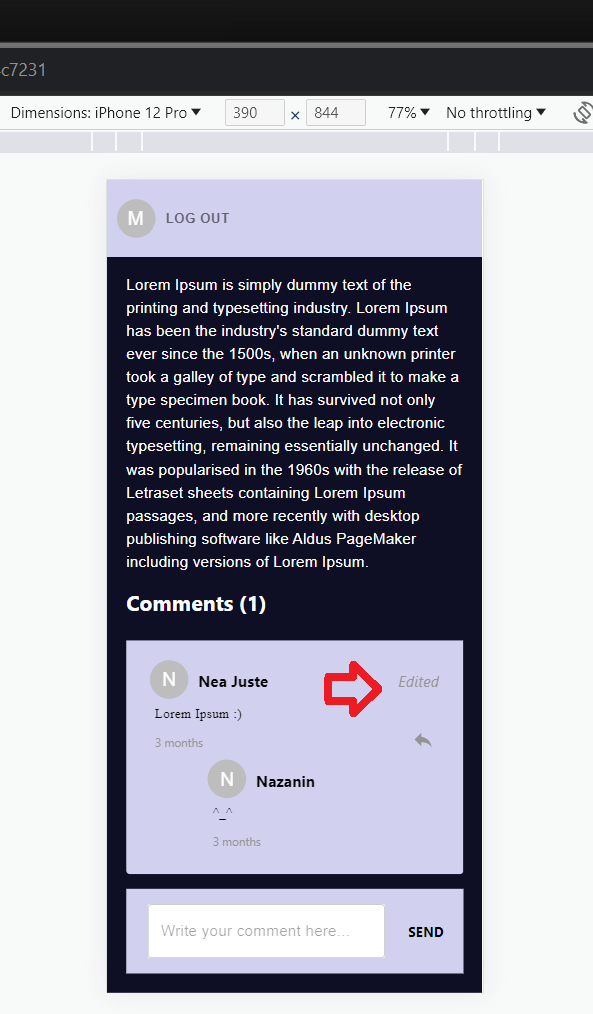 c7231
Dimensions: iPhone 12 Pro 390 × 844 77% No throttling
M LOG OUT
Lorem Ipsum is simply dummy text of the
printing and typesetting industry. Lorem Ipsum
has been the industry's standard dummy text
ever since the 1500s, when an unknown printer
took a galley of type and scrambled it to make a
type specimen book. It has survived not only
five centuries, but also the leap into electronic
typesetting, remaining essentially unchanged. It
was popularised in the 1960s with the release of
Letraset sheets containing Lorem Ipsum
passages, and more recently with desktop
publishing software like Aldus PageMaker
including versions of Lorem Ipsum.
Comments (1)
N Nea Juste Edited
Lorem Ipsum :)
3 months
N Nazanin
^_^
3 months
Write your comment here... SEND